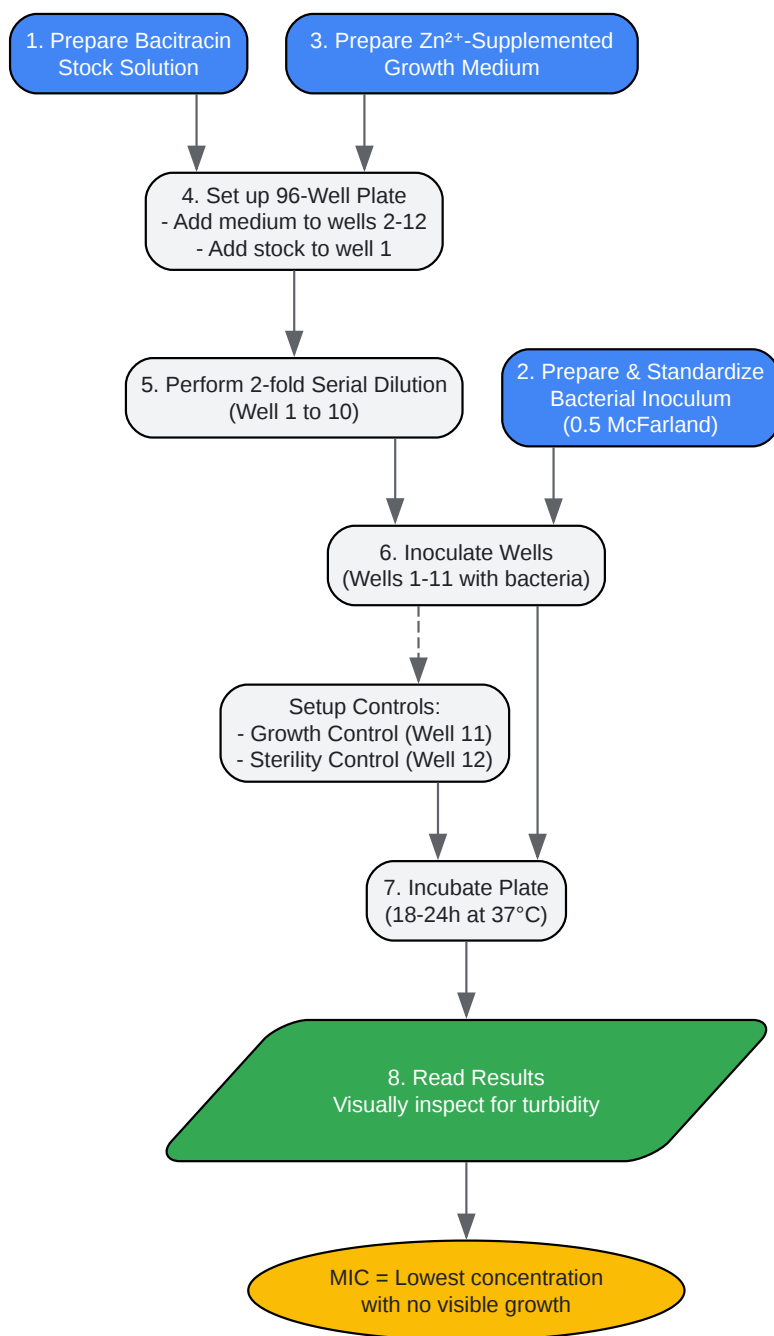 1. Prepare Bacitracin
Stock Solution
3. Prepare Zn²⁺-Supplemented
Growth Medium
4. Set up 96-Well Plate
- Add medium to wells 2-12
- Add stock to well 1
5. Perform 2-fold Serial Dilution
(Well 1 to 10)
2. Prepare & Standardize
Bacterial Inoculum
(0.5 McFarland)
6. Inoculate Wells
(Wells 1-11 with bacteria)
Setup Controls:
- Growth Control (Well 11)
- Sterility Control (Well 12)
7. Incubate Plate
(18-24h at 37°C)
8. Read Results
Visually inspect for turbidity
MIC = Lowest concentration
with no visible growth